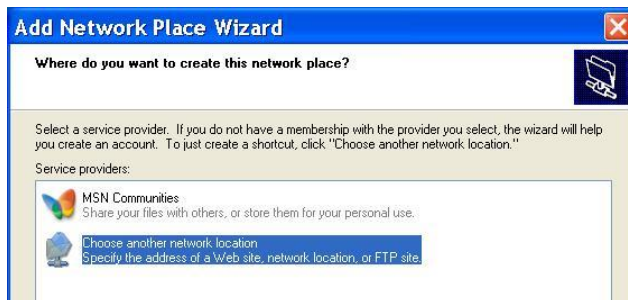 Add Network Place Wizard
Where do you want to create this network place?
Select a service provider. If you do not have a membership with the provider you select, the wizard will help
you create an account. To just create a shortcut, click "Choose another network location."
Service providers:
MSN Communities
Share your files with others, or store them for your personal use.
Choose another network location
Specify the address of a Web site, network location, or FTP site.